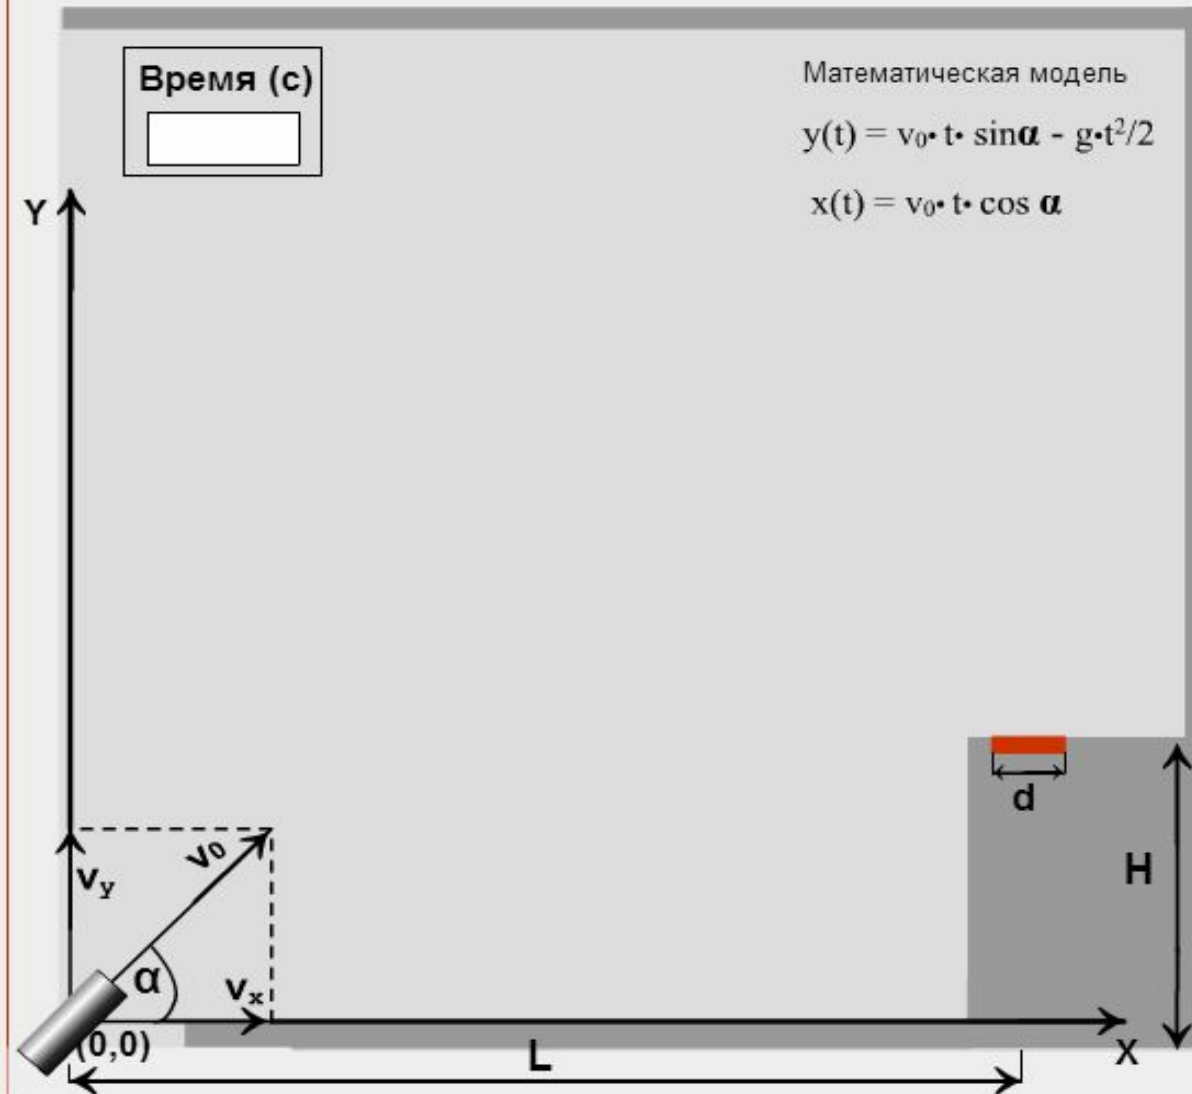 Время (с)
Математическая модель
y(t) = v₀• t• sinα - g•t²/2
x(t) = v₀• t• cos α
Y
v₀
vy
d
H
α
vx
(0,0)
L
X